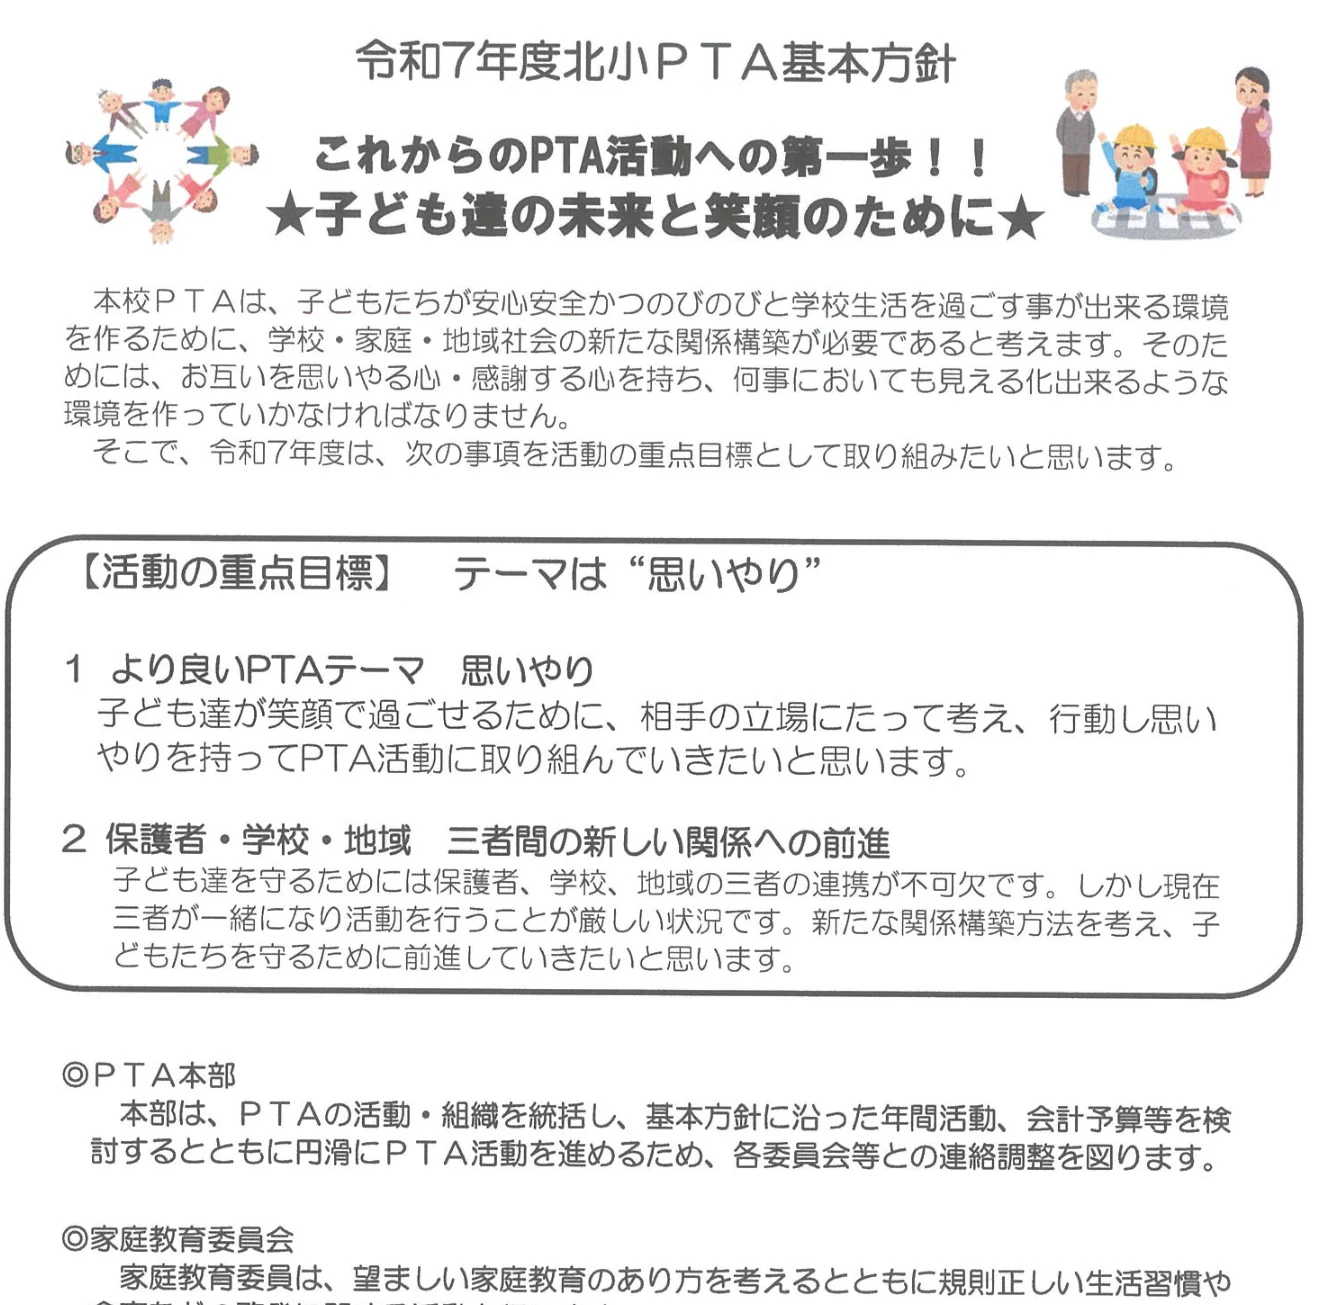 令和7年度北小ＰＴＡ基本方針
これからのPTA活動への第一歩！！
★子ども達の未来と笑顔のために★
本校ＰＴＡは、子どもたちが安心安全かつのびのびと学校生活を過ごす事が出来る環境
を作るために、学校・家庭・地域社会の新たな関係構築が必要であると考えます。そのた
めには、お互いを思いやる心・感謝する心を持ち、何事においても見える化出来るような
環境を作っていかなければなりません。
そこで、令和7年度は、次の事項を活動の重点目標として取り組みたいと思います。
【活動の重点目標】　テーマは“思いやり”
1 より良いPTAテーマ　思いやり
子ども達が笑顔で過ごせるために、相手の立場にたって考え、行動し思い
やりを持ってPTA活動に取り組んでいきたいと思います。
2 保護者・学校・地域　三者間の新しい関係への前進
子ども達を守るためには保護者、学校、地域の三者の連携が不可欠です。しかし現在
三者が一緒になり活動を行うことが厳しい状況です。新たな関係構築方法を考え、子
どもたちを守るために前進していきたいと思います。
◎ＰＴＡ本部
本部は、ＰＴＡの活動・組織を統括し、基本方針に沿った年間活動、会計予算等を検
討するとともに円滑にＰＴＡ活動を進めるため、各委員会等との連絡調整を図ります。
◎家庭教育委員会
家庭教育委員は、望ましい家庭教育のあり方を考えるとともに規則正しい生活習慣や